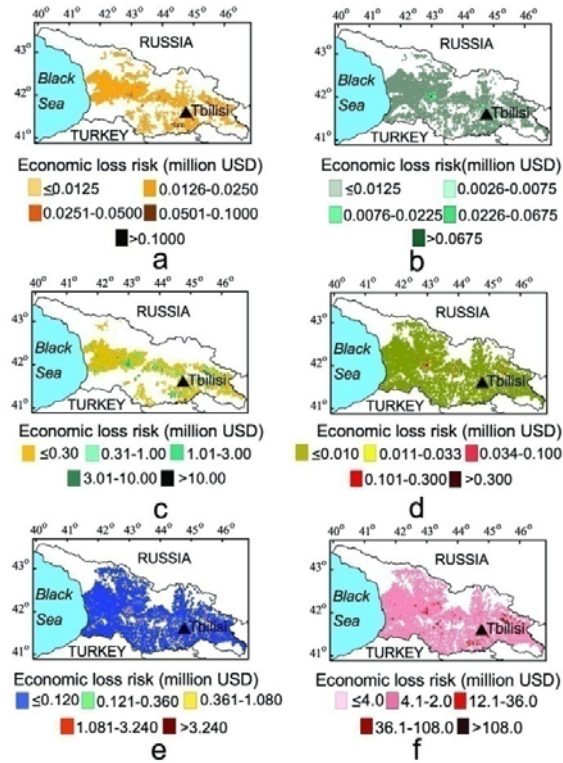 40° 41° 42° 43° 44° 45° 46°
43°
42°
41°
RUSSIA
Black
Sea
Tbilisi
TURKEY
Economic loss risk (million USD)
≤0.0125 0.0126-0.0250
0.0251-0.0500 0.0501-0.1000
>0.1000
a
40° 41° 42° 43° 44° 45° 46°
43°
42°
41°
RUSSIA
Black
Sea
Tbilisi
TURKEY
Economic loss risk(million USD)
≤0.0125 0.0026-0.0075
0.0076-0.0225 0.0226-0.0675
>0.0675
b
40° 41° 42° 43° 44° 45° 46°
43°
42°
41°
RUSSIA
Black
Sea
Tbilisi
TURKEY
Economic loss risk (million USD)
≤0.30 0.31-1.00 1.01-3.00
3.01-10.00 >10.00
c
40° 41° 42° 43° 44° 45° 46°
43°
42°
41°
RUSSIA
Black
Sea
Tbilisi
TURKEY
Economic loss risk (million USD)
≤0.010 0.011-0.033 0.034-0.100
0.101-0.300 >0.300
d
40° 41° 42° 43° 44° 45° 46°
43°
42°
41°
RUSSIA
Black
Sea
Tbilisi
TURKEY
Economic loss risk (million USD)
≤0.120 0.121-0.360 0.361-1.080
1.081-3.240 >3.240
e
40° 41° 42° 43° 44° 45° 46°
43°
42°
41°
RUSSIA
Black
Sea
Tbilisi
TURKEY
Economic loss risk(million USD)
≤4.0 4.1-2.0 12.1-36.0
36.1-108.0 >108.0
f